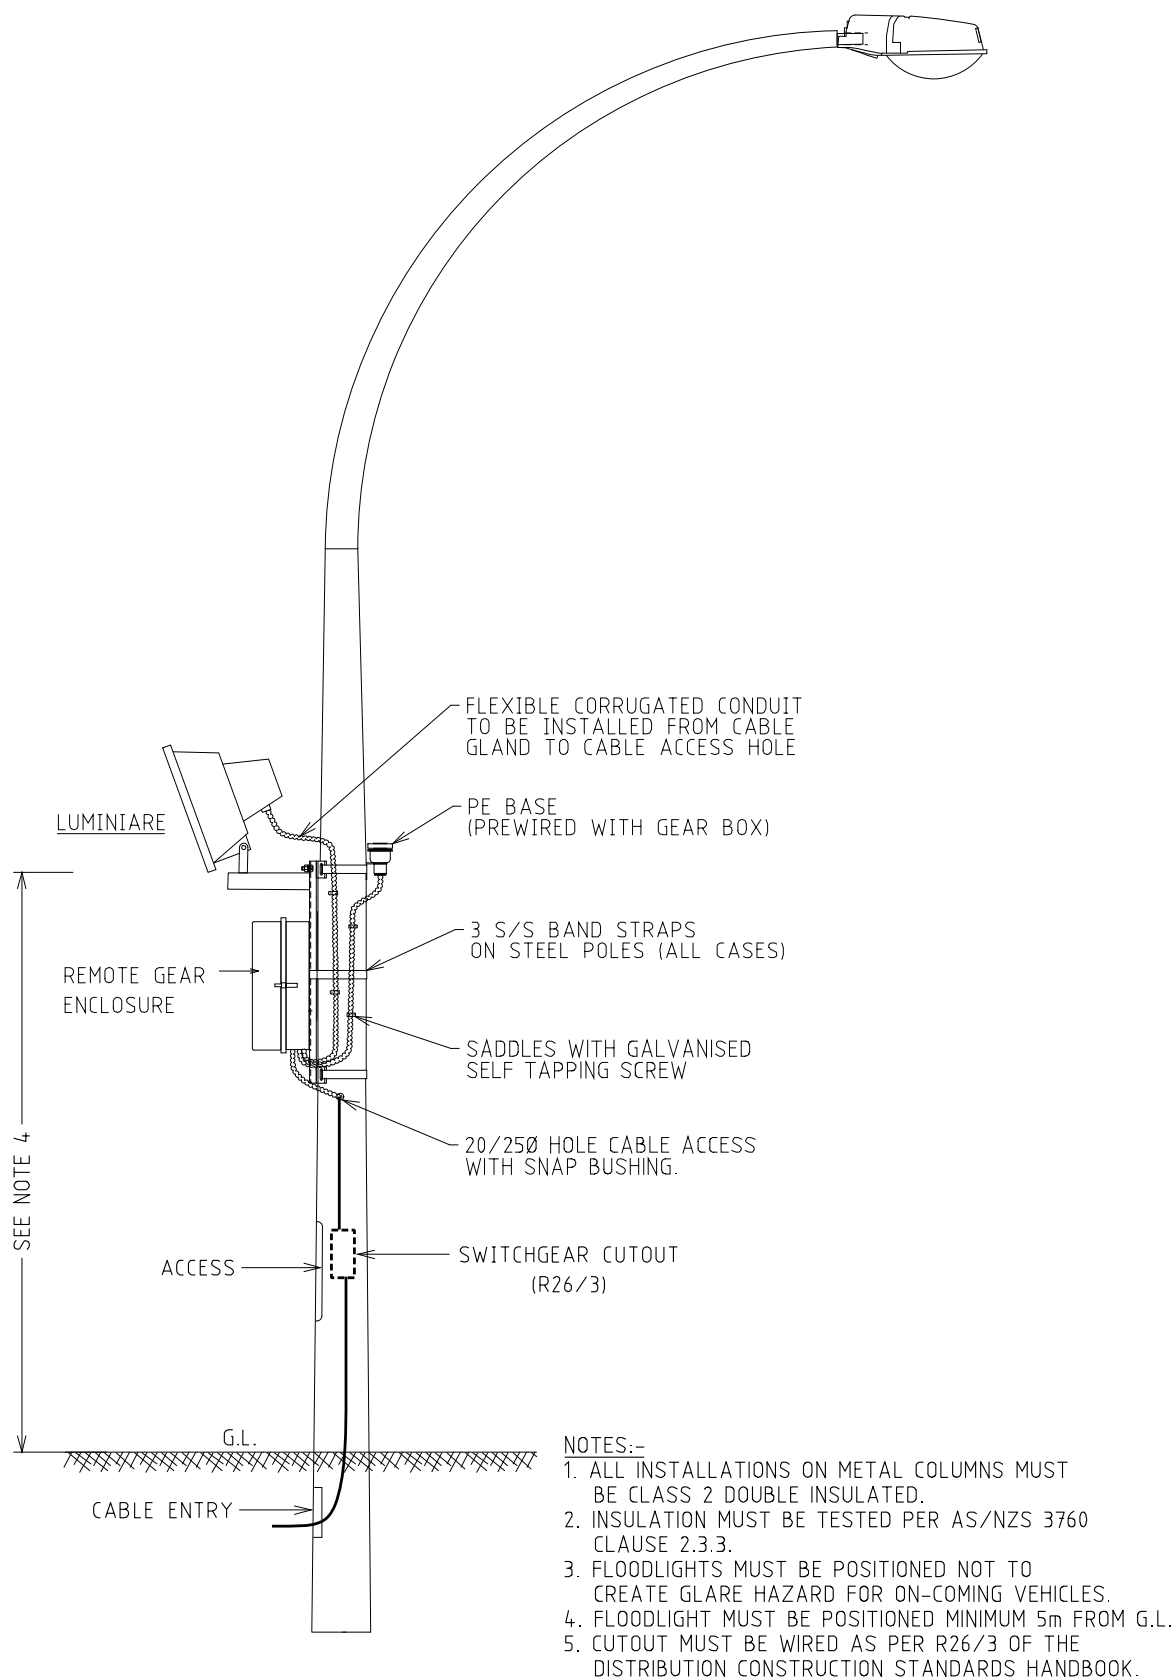 FLEXIBLE CORRUGATED CONDUIT
TO BE INSTALLED FROM CABLE
GLAND TO CABLE ACCESS HOLE
PE BASE
(PREWIRED WITH GEAR BOX)
LUMINIARE
3 S/S BAND STRAPS
ON STEEL POLES (ALL CASES)
REMOTE GEAR
ENCLOSURE
SADDLES WITH GALVANISED
SELF TAPPING SCREW
20/25Ø HOLE CABLE ACCESS
WITH SNAP BUSHING.
SEE NOTE 4
SWITCHGEAR CUTOUT
(R26/3)
ACCESS
G.L.
CABLE ENTRY
NOTES:-
1. ALL INSTALLATIONS ON METAL COLUMNS MUST
BE CLASS 2 DOUBLE INSULATED.
2. INSULATION MUST BE TESTED PER AS/NZS 3760
CLAUSE 2.3.3.
3. FLOODLIGHTS MUST BE POSITIONED NOT TO
CREATE GLARE HAZARD FOR ON-COMING VEHICLES.
4. FLOODLIGHT MUST BE POSITIONED MINIMUM 5m FROM G.L.
5. CUTOUT MUST BE WIRED AS PER R26/3 OF THE
DISTRIBUTION CONSTRUCTION STANDARDS HANDBOOK.